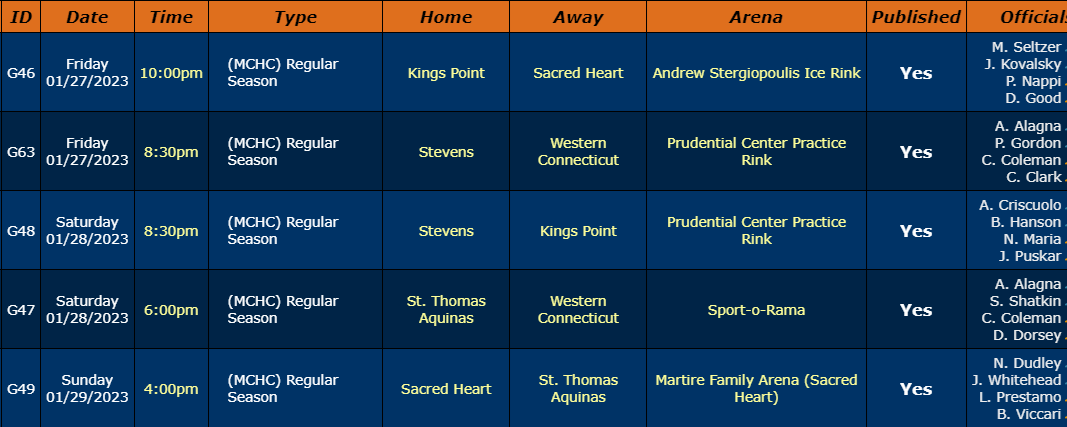 ID Date Time Type Home Away Arena Published Officials
G46 Friday 01/27/2023 10:00pm (MCHC) Regular Season Kings Point Sacred Heart Andrew Stergiopoulis Ice Rink Yes M. Seltzer J. Kovalsky P. Nappi D. Good
G63 Friday 01/27/2023 8:30pm (MCHC) Regular Season Stevens Western Connecticut Prudential Center Practice Rink Yes A. Alagna P. Gordon C. Coleman C. Clark
G48 Saturday 01/28/2023 8:30pm (MCHC) Regular Season Stevens Kings Point Prudential Center Practice Rink Yes A. Criscuolo B. Hanson N. Maria J. Puskar
G47 Saturday 01/28/2023 6:00pm (MCHC) Regular Season St. Thomas Aquinas Western Connecticut Sport-o-Rama Yes A. Alagna S. Shatkin C. Coleman D. Dorsey
G49 Sunday 01/29/2023 4:00pm (MCHC) Regular Season Sacred Heart St. Thomas Aquinas Martire Family Arena (Sacred Heart) Yes N. Dudley J. Whitehead L. Prestamo B. Viccari